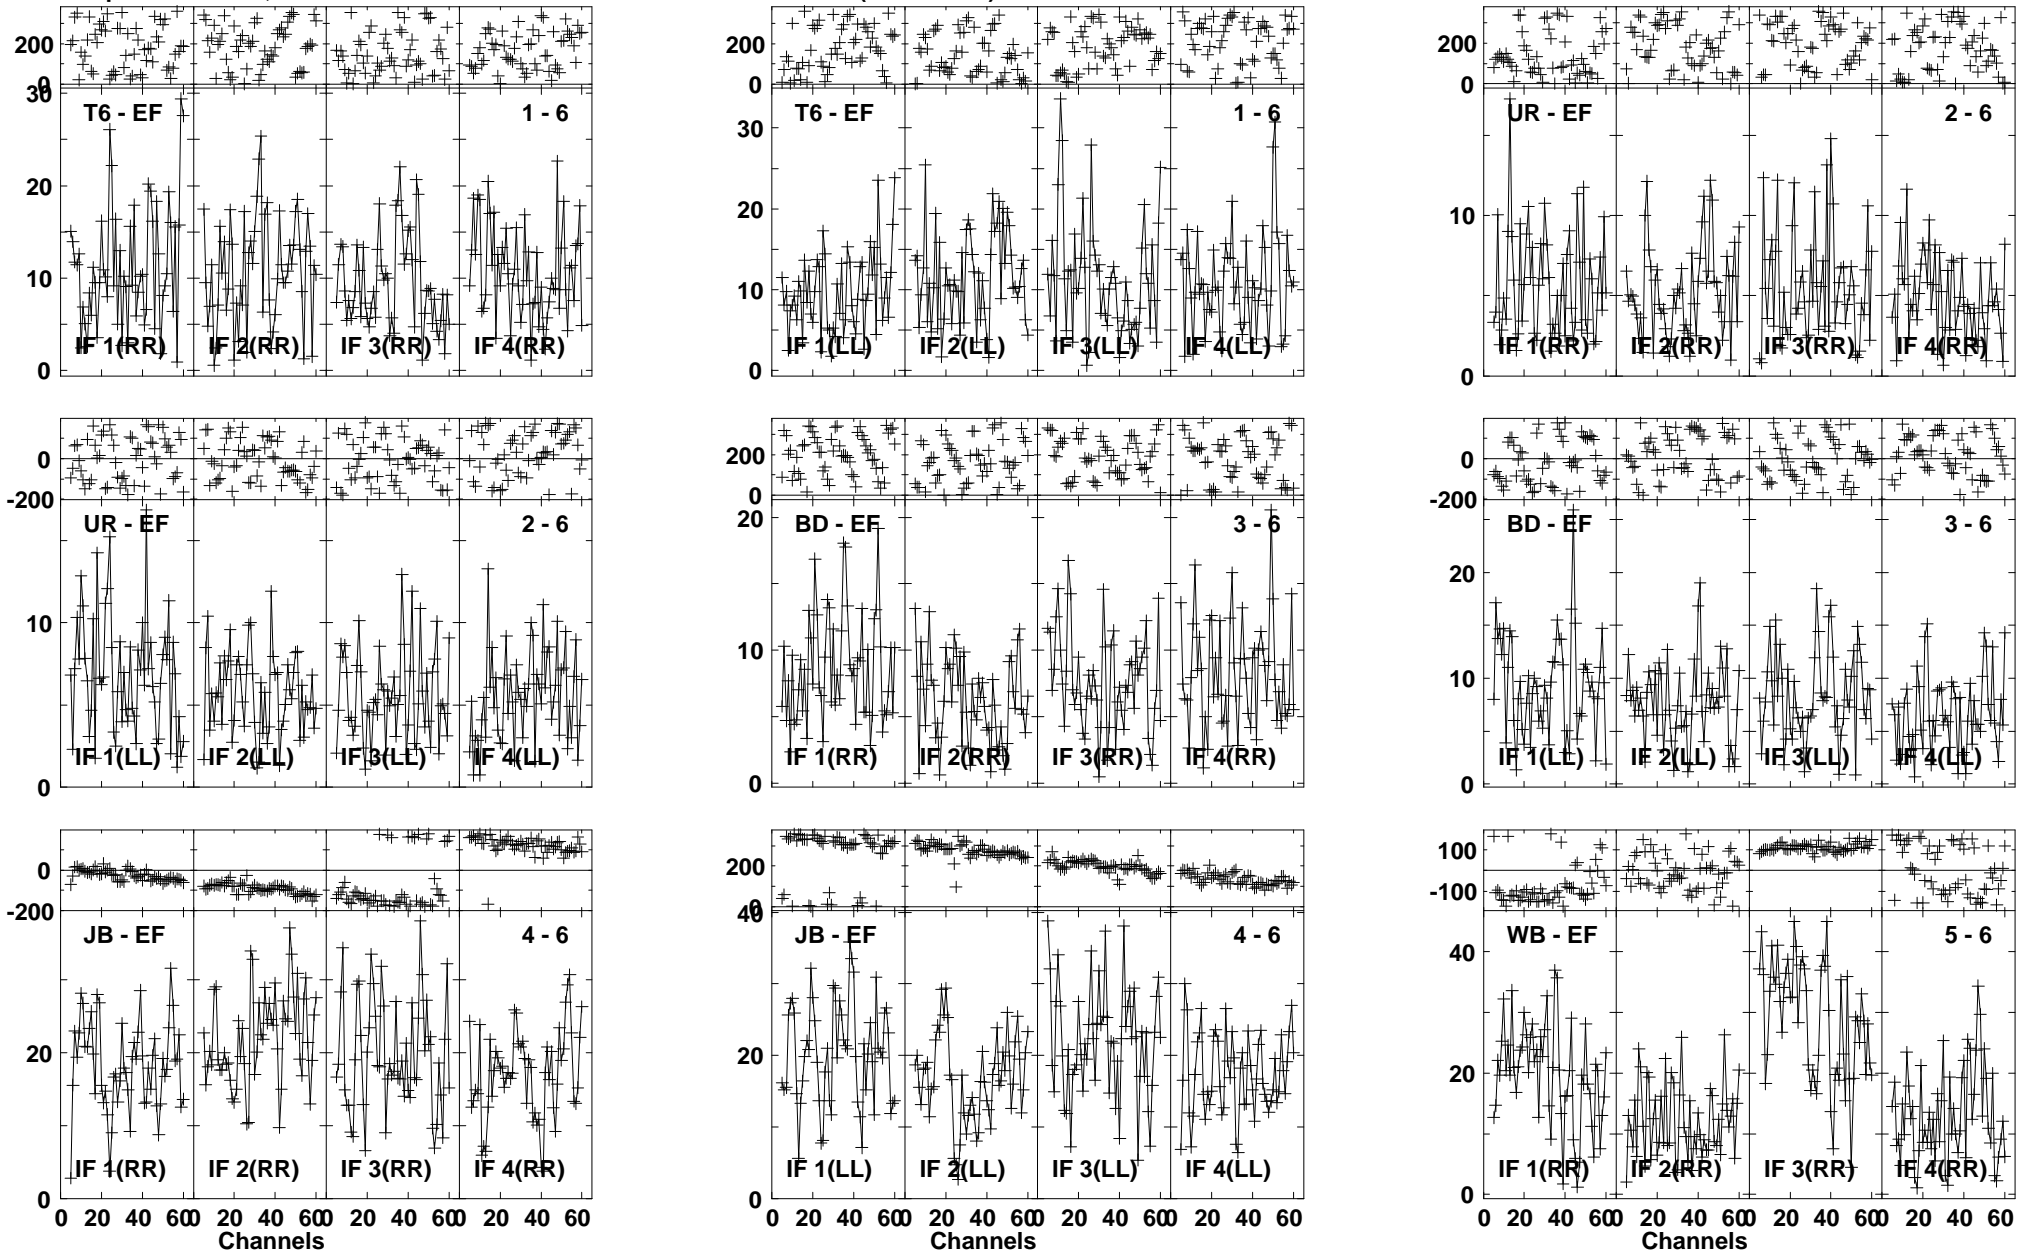 200
0
30
20
10
0
T6 - EF
1 - 6
IF 1(RR)
IF 2(RR)
IF 3(RR)
IF 4(RR)
200
0
30
20
10
0
T6 - EF
1 - 6
IF 1(LL)
IF 2(LL)
IF 3(LL)
IF 4(LL)
200
0
10
0
UR - EF
2 - 6
IF 1(RR)
IF 2(RR)
IF 3(RR)
IF 4(RR)
0
-200
10
0
UR - EF
2 - 6
IF 1(LL)
IF 2(LL)
IF 3(LL)
IF 4(LL)
200
0
20
10
0
BD - EF
3 - 6
IF 1(RR)
IF 2(RR)
IF 3(RR)
IF 4(RR)
0
-200
20
10
0
BD - EF
3 - 6
IF 1(LL)
IF 2(LL)
IF 3(LL)
IF 4(LL)
0
-200
20
0
JB - EF
4 - 6
IF 1(RR)
IF 2(RR)
IF 3(RR)
IF 4(RR)
0 20 40 60 0 20 40 60 0 20 40 60 0 20 40 60
Channels
200
0
40
20
0
JB - EF
4 - 6
IF 1(LL)
IF 2(LL)
IF 3(LL)
IF 4(LL)
0 20 40 60 0 20 40 60 0 20 40 60 0 20 40 60
Channels
100
-100
40
20
0
WB - EF
5 - 6
IF 1(RR)
IF 2(RR)
IF 3(RR)
IF 4(RR)
0 20 40 60 0 20 40 60 0 20 40 60 0 20 40 60
Channels